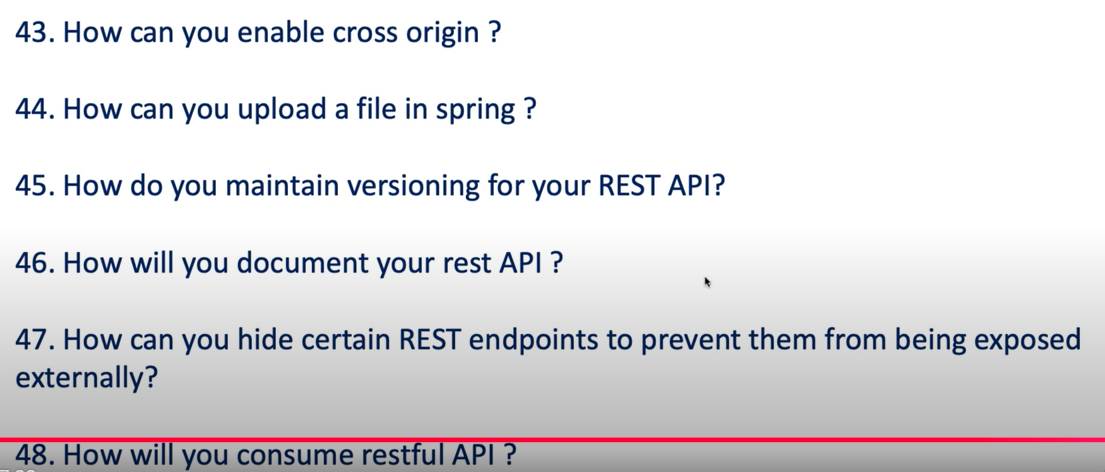 43. How can you enable cross origin ?
44. How can you upload a file in spring ?
45. How do you maintain versioning for your REST API?
46. How will you document your rest API ?
47. How can you hide certain REST endpoints to prevent them from being exposed
externally?
48. How will you consume restful API ?